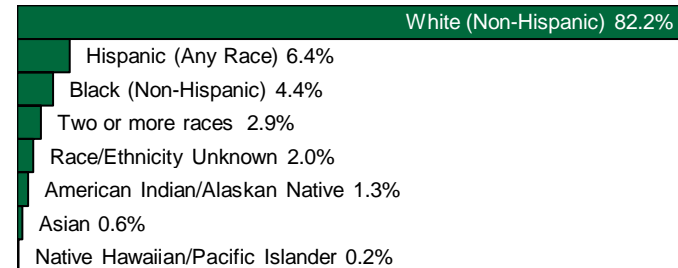 White (Non-Hispanic) 82.2%
Hispanic (Any Race) 6.4%
Black (Non-Hispanic) 4.4%
Two or more races 2.9%
Race/Ethnicity Unknown 2.0%
American Indian/Alaskan Native 1.3%
Asian 0.6%
Native Hawaiian/Pacific Islander 0.2%